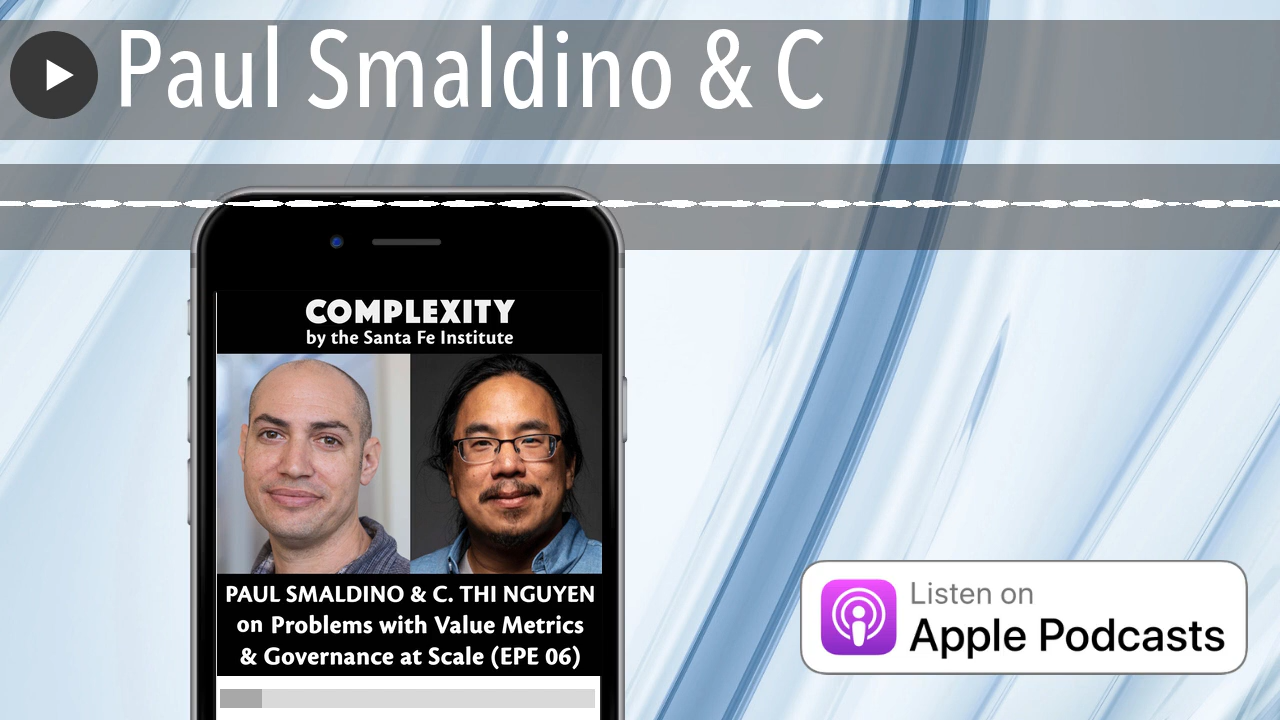 Paul Smaldino & C
COMPLEXITY
by the Santa Fe Institute
PAUL SMALDINO & C. THI NGUYEN
on Problems with Value Metrics
& Governance at Scale (EPE 06)
Listen on
Apple Podcasts